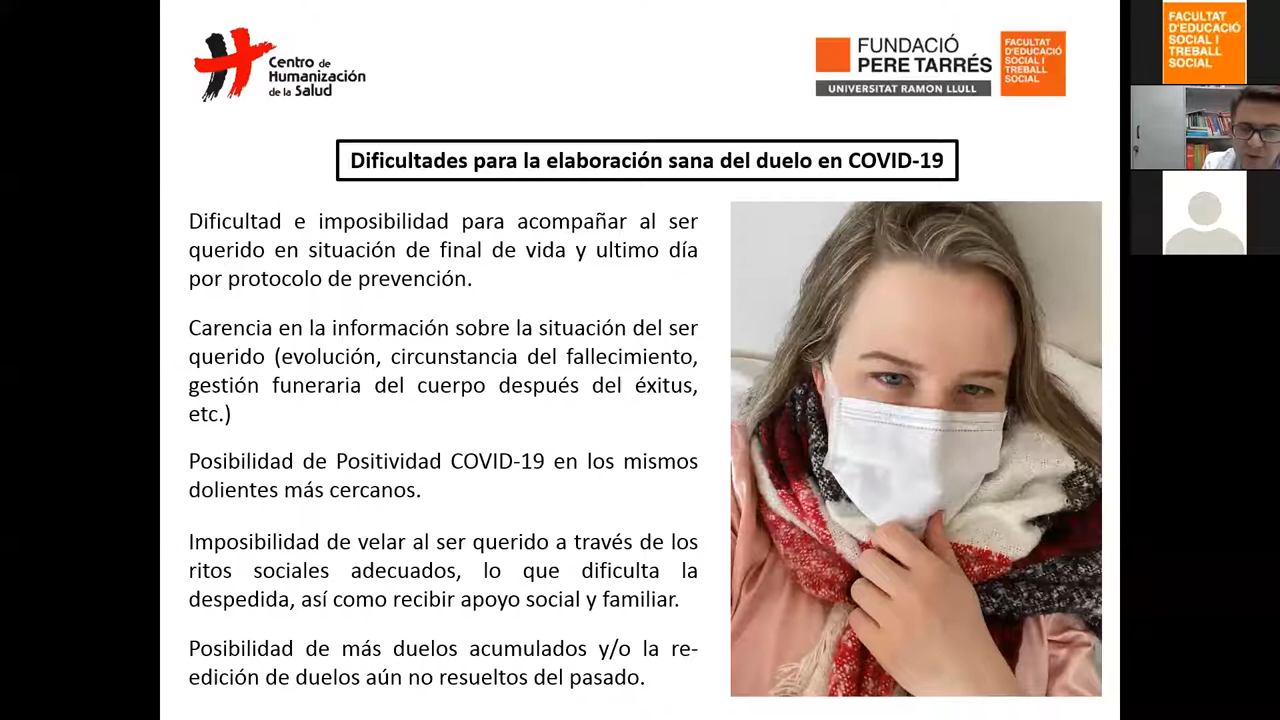 Centro de
Humanización
de la Salud
FUNDACIÓ
PERE TARRÉS
UNIVERSITAT RAMON LLULL
FACULTAT
D'EDUCACIÓ
SOCIAL I
TREBALL
SOCIAL
FACULTAT
D'EDUCACIÓ
SOCIAL I
TREBALL
SOCIAL
Dificultades para la elaboración sana del duelo en COVID-19
Dificultad e imposibilidad para acompañar al ser
querido en situación de final de vida y ultimo día
por protocolo de prevención.
Carencia en la información sobre la situación del ser
querido (evolución, circunstancia del fallecimiento,
gestión funeraria del cuerpo después del éxitus,
etc.)
Posibilidad de Positividad COVID-19 en los mismos
dolientes más cercanos.
Imposibilidad de velar al ser querido a través de los
ritos sociales adecuados, lo que dificulta la
despedida, así como recibir apoyo social y familiar.
Posibilidad de más duelos acumulados y/o la re-
edición de duelos aún no resueltos del pasado.